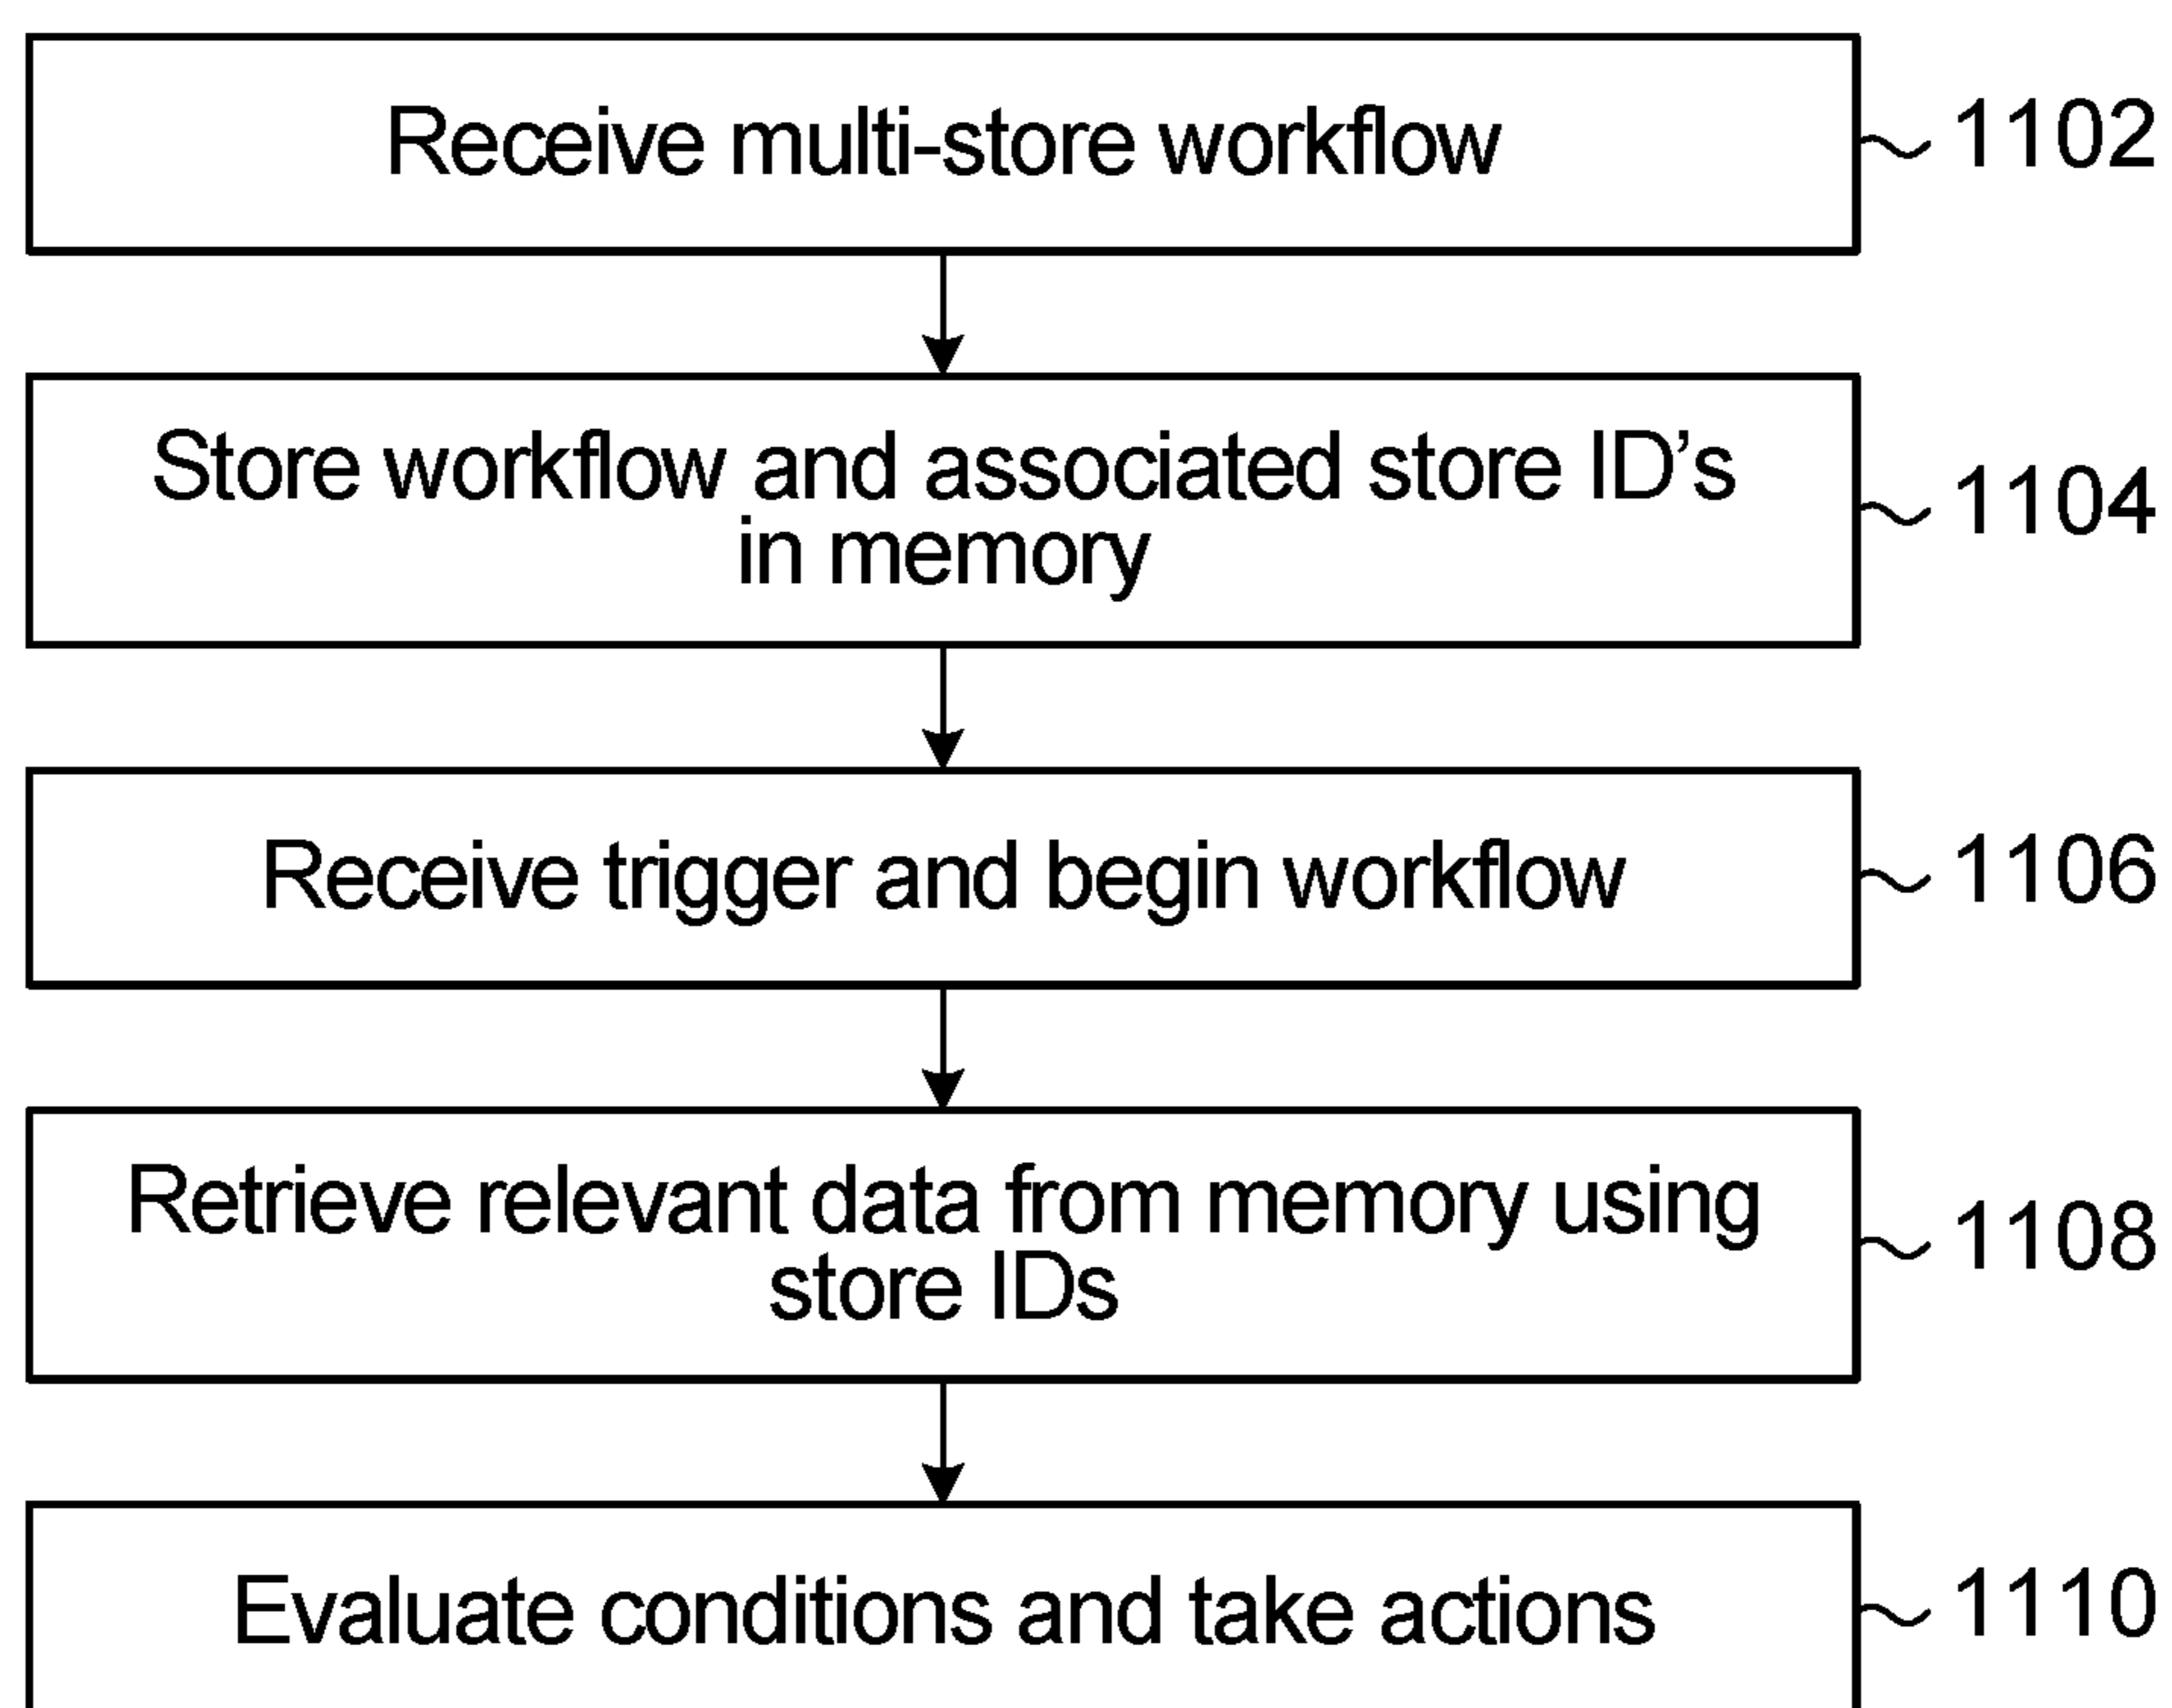 Receive multi-store workflow
1102
Store workflow and associated store ID’s
in memory
1104
Receive trigger and begin workflow
1106
Retrieve relevant data from memory using
store IDs
1108
Evaluate conditions and take actions
1110